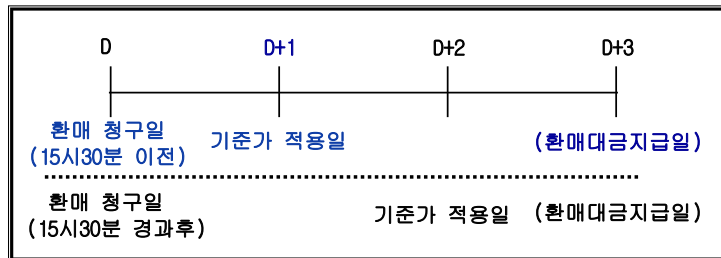 D D+1 D+2 D+3
환매 청구일 기준가 적용일 (환매대금지급일)
(15시30분 이전)
환매 청구일 기준가 적용일 (환매대금지급일)
(15시30분 경과후)